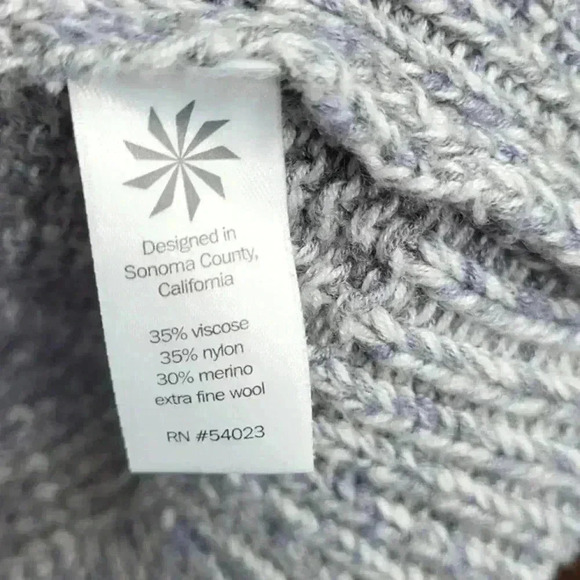 Designed in
Sonoma County,
California
35% viscose
35% nylon
30% merino
extra fine wool
RN #54023